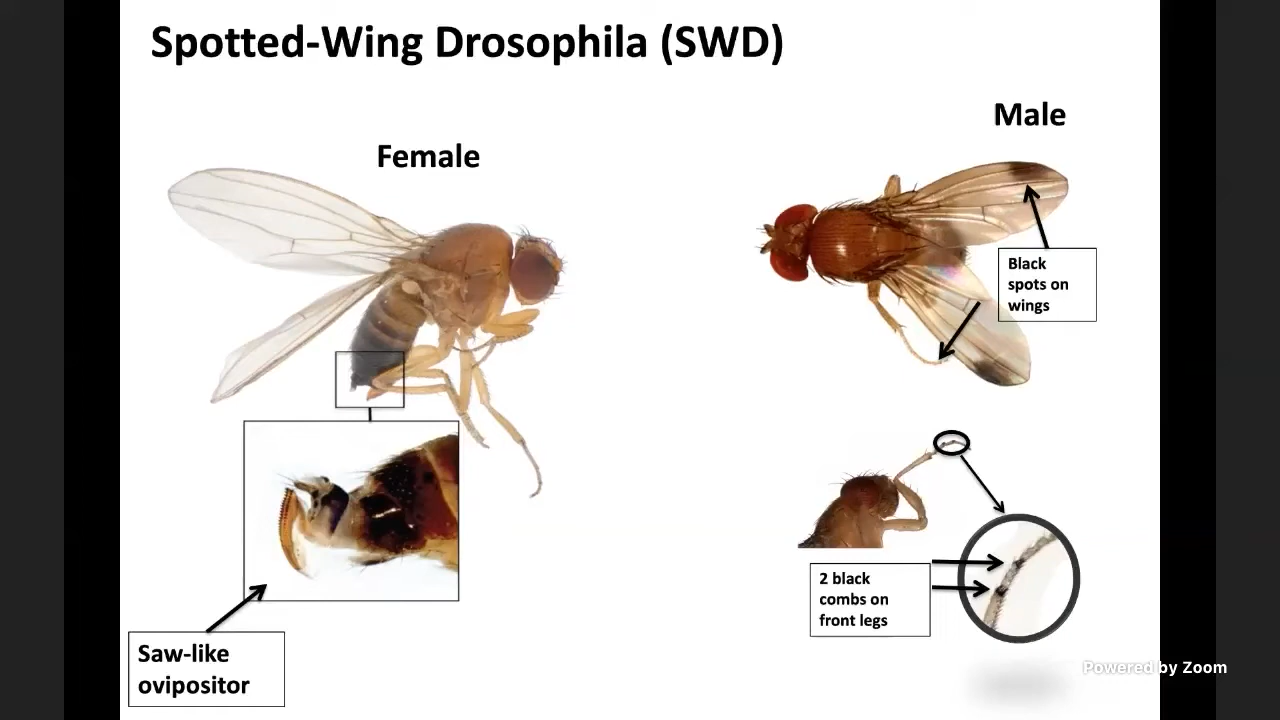 Spotted-Wing Drosophila (SWD)
Male
Female
Black
spots on
wings
2 black
combs on
front legs
Saw-like
ovipositor
Powered by Zoom